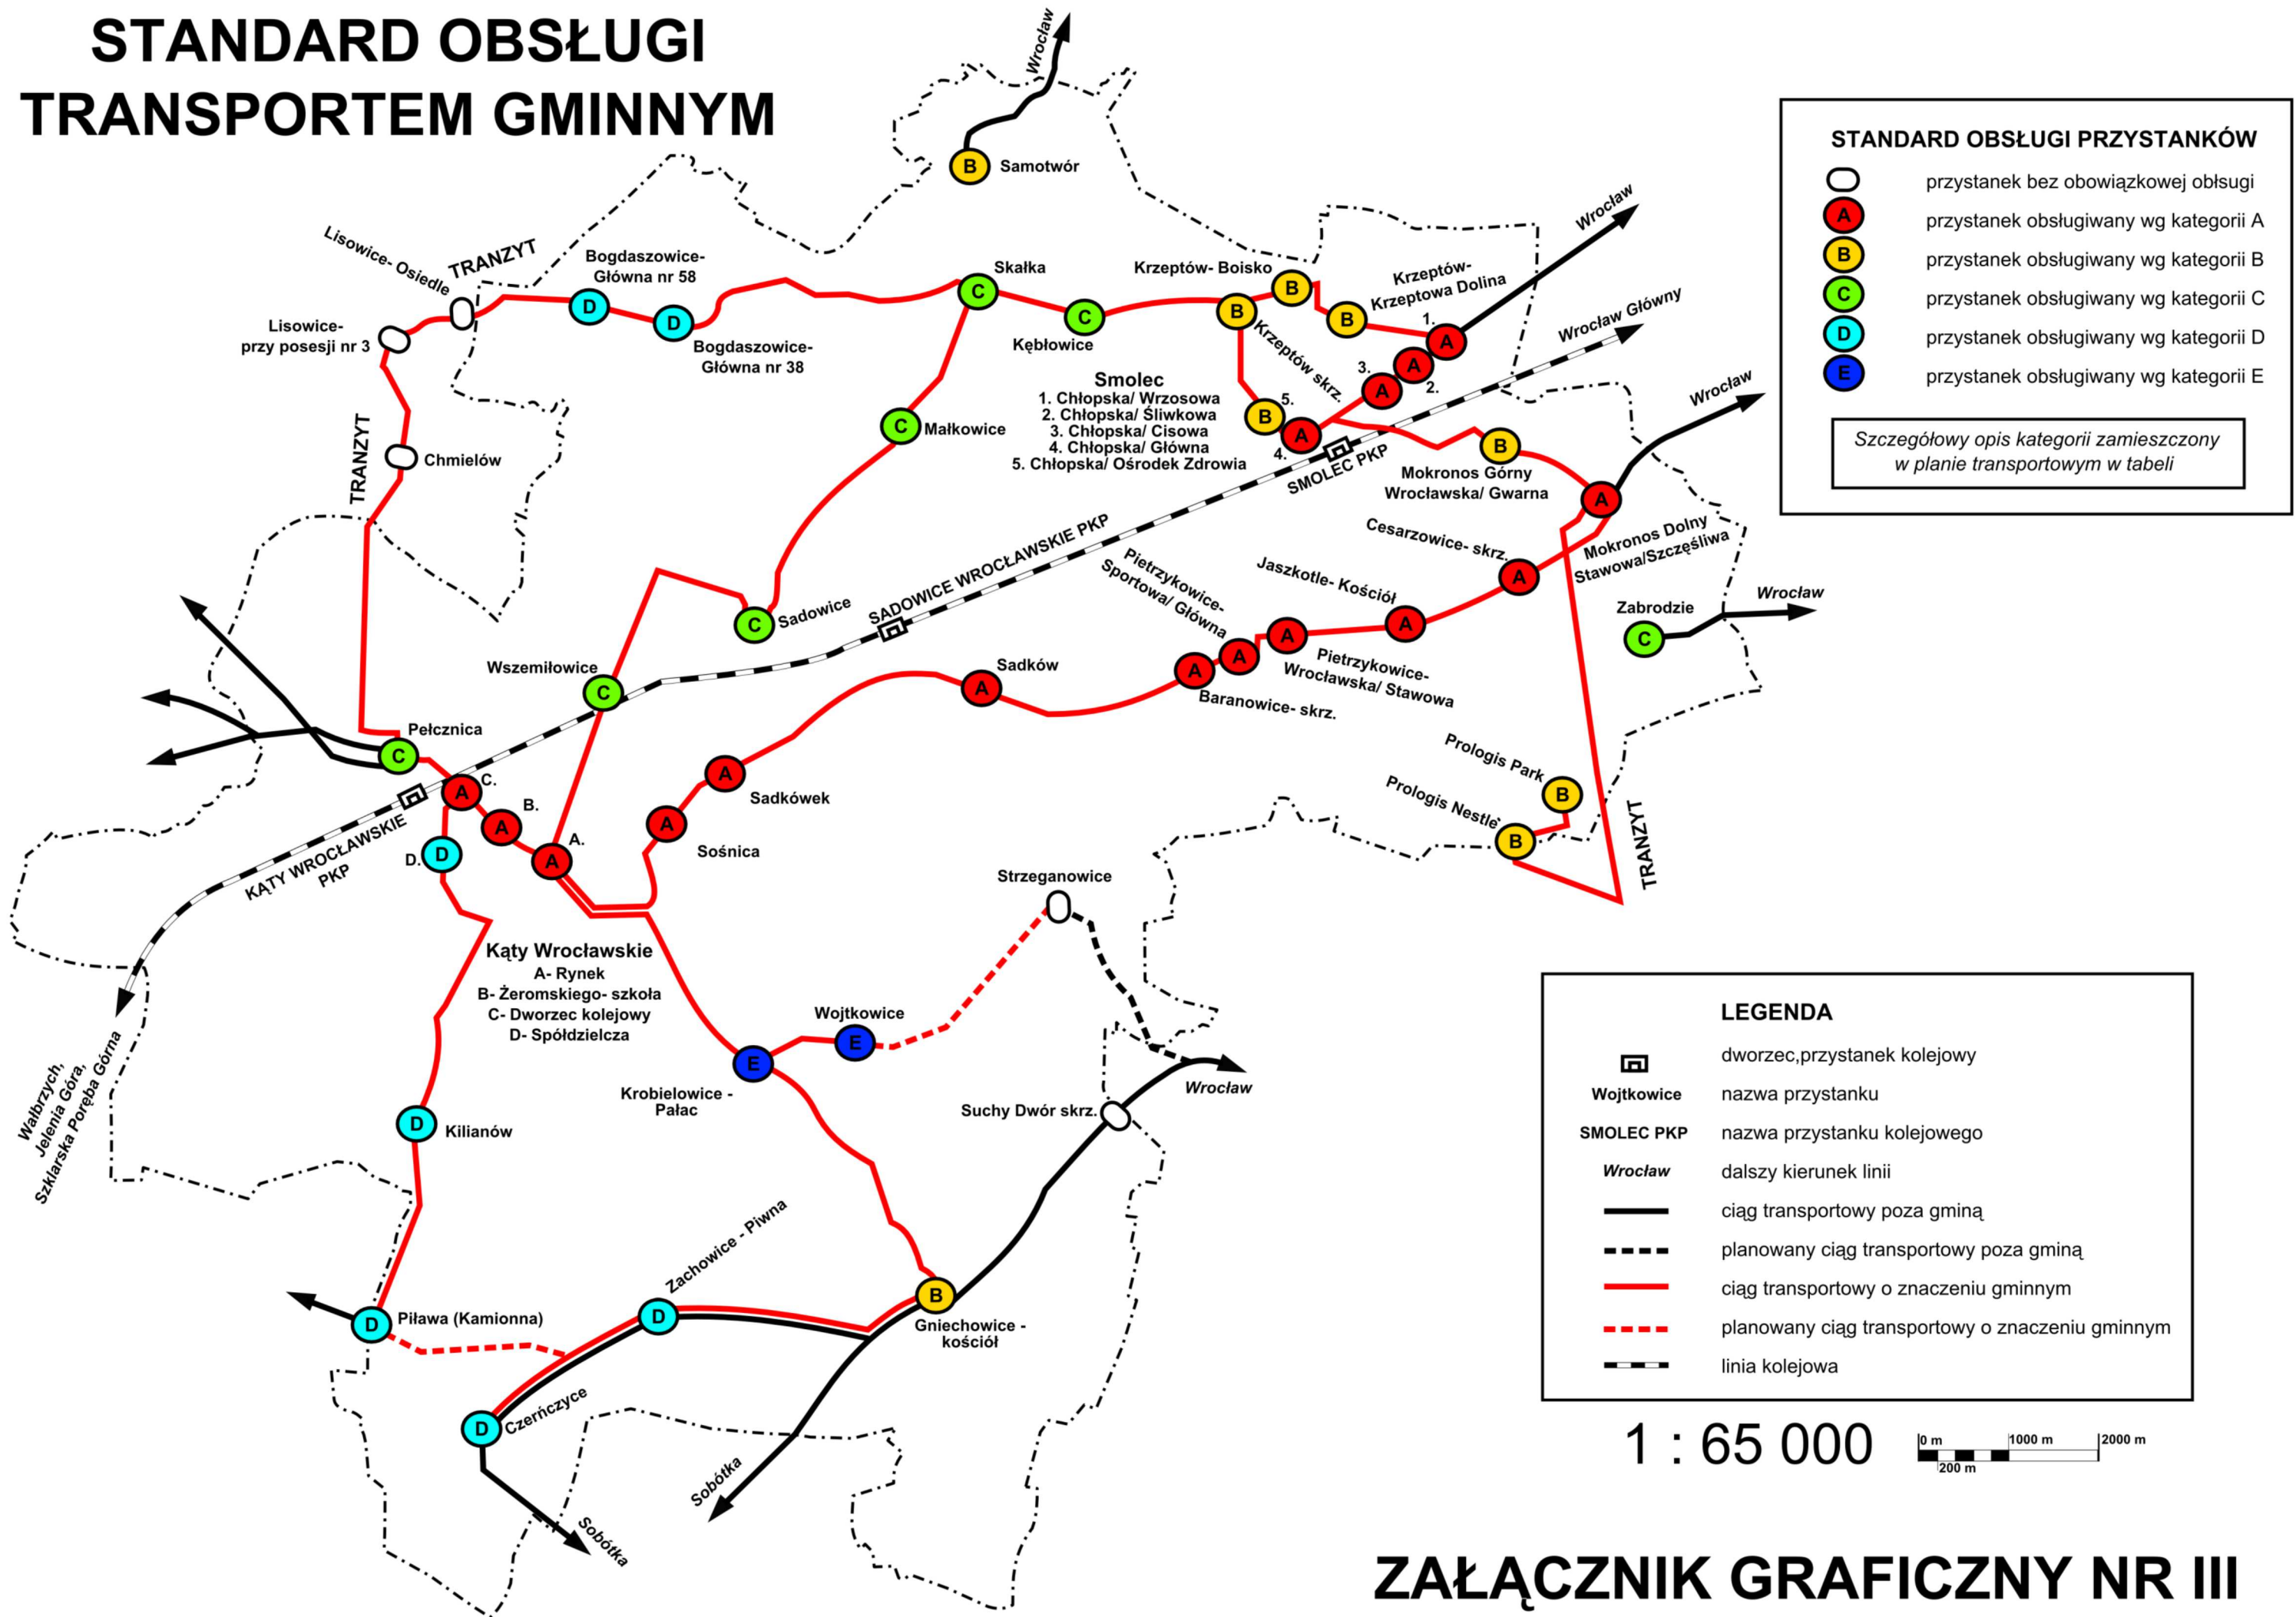 STANDARD OBSŁUGI
TRANSPORTEM GMINNYM
Wrocław
B
Samotwór
STANDARD OBSŁUGI PRZYSTANKÓW
przystanek bez obowiązkowej obłsugi
A
przystanek obsługiwany wg kategorii A
B
przystanek obsługiwany wg kategorii B
C
przystanek obsługiwany wg kategorii C
D
przystanek obsługiwany wg kategorii D
E
przystanek obsługiwany wg kategorii E
Szczegółowy opis kategorii zamieszczony
w planie transportowym w tabeli
Lisowice- Osiedle
TRANZYT
Lisowice-
przy posesji nr 3
Bogdaszowice-
Główna nr 58
D
D
Bogdaszowice-
Główna nr 38
Skałka
C
C
Kębłowice
Krzeptów- Boisko
B
B
Krzeptów skrz.
Krzeptów-
Krzeptowa Dolina
B
Wrocław
1.
A
A
2.
3.
A
5.
B
A
4.
Wrocław Główny
Smolec
1. Chłopska/ Wrzosowa
2. Chłopska/ Śliwkowa
3. Chłopska/ Cisowa
4. Chłopska/ Główna
5. Chłopska/ Ośrodek Zdrowia
SMOLEC PKP
Wrocław
B
Mokronos Górny
Wrocławska/ Gwarna
A
Mokronos Dolny
Stawowa/Szczęśliwa
TRANZYT
Chmielów
C
Małkowice
Cesarzowice- skrz.
A
Jaszkotle- Kościół
A
Pietrzykowice-
Sportowa/ Główna
A
A
Pietrzykowice-
Wrocławska/ Stawowa
A
Baranowice- skrz.
SADOWICE WROCŁAWSKIE PKP
C
Sadowice
Zabrodzie
C
Wrocław
Wszemiłowice
C
Sadków
A
Pełcznica
C
A
C.
B.
A
A.
A
D.
D
KĄTY WROCŁAWSKIE
PKP
A
Sadkówek
A
Sośnica
Prologis Park
B
Prologis Nestle`
B
TRANZYT
Strzeganowice
Kąty Wrocławskie
A- Rynek
B- Żeromskiego- szkoła
C- Dworzec kolejowy
D- Spółdzielcza
Wojtkowice
E
E
Krobielowice -
Pałac
Wałbrzych,
Jelenia Góra,
Szklarska Poręba Górna
D
Kilianów
Suchy Dwór skrz.
Wrocław
D
Piława (Kamionna)
Zachowice - Piwna
D
B
Gniechowice -
kościół
D
Czerńczyce
Sobótka
Sobótka
LEGENDA
dworzec,przystanek kolejowy
Wojtkowice
nazwa przystanku
SMOLEC PKP
nazwa przystanku kolejowego
Wrocław
dalszy kierunek linii
ciąg transportowy poza gminą
planowany ciąg transportowy poza gminą
ciąg transportowy o znaczeniu gminnym
planowany ciąg transportowy o znaczeniu gminnym
linia kolejowa
1 : 65 000
0 m
1000 m
2000 m
200 m
ZAŁĄCZNIK GRAFICZNY NR III